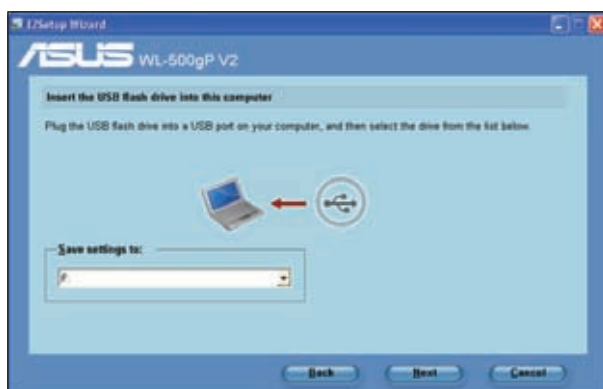 EZSetup Wizard
ASUS WL-500gP V2
Insert the USB flash drive into this computer
Plug the USB flash drive into a USB port on your computer, and then select the drive from the list below.
Save settings to:
Back Next Cancel